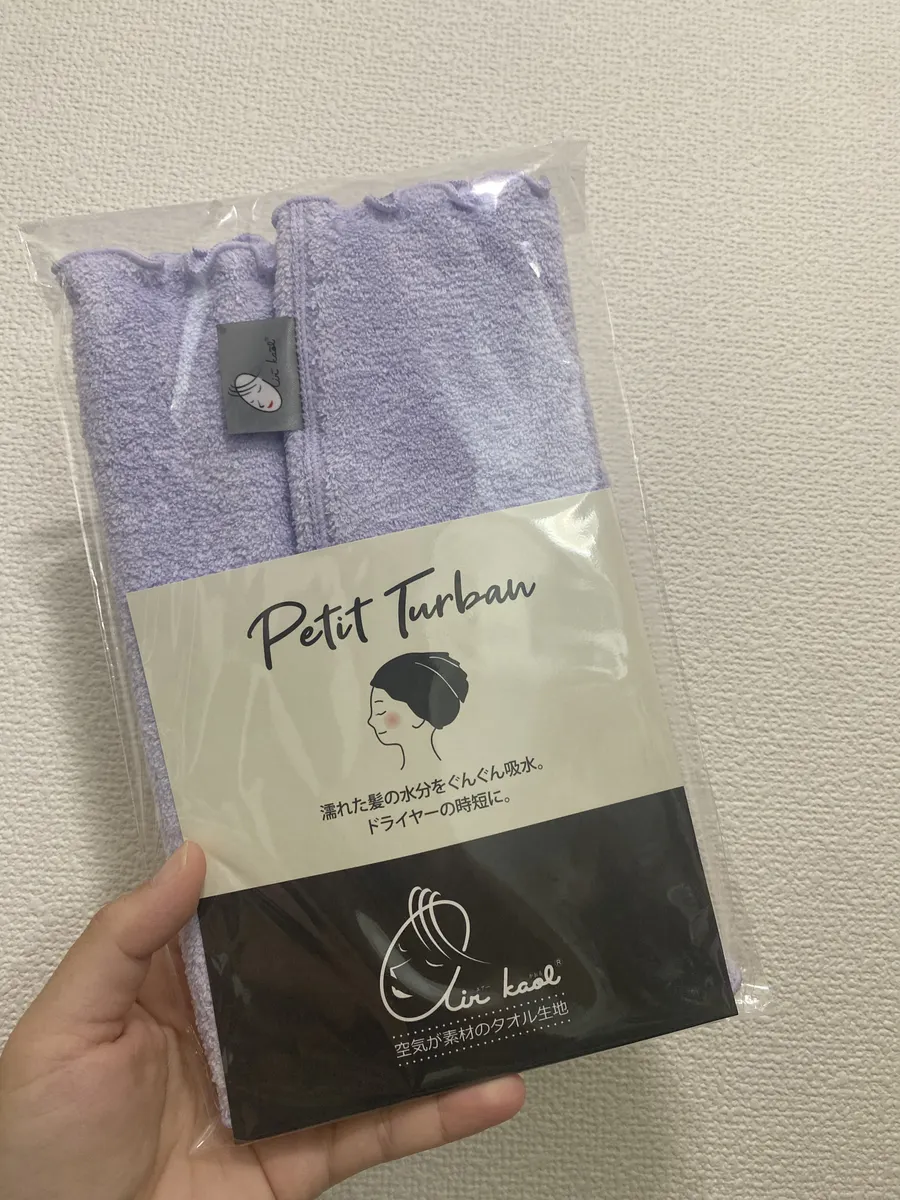 air kaol
Petit Turban
濡れた髪の水分をぐんぐん吸水。
ドライヤーの時短に。
air kaol®
空気が素材のタオル生地